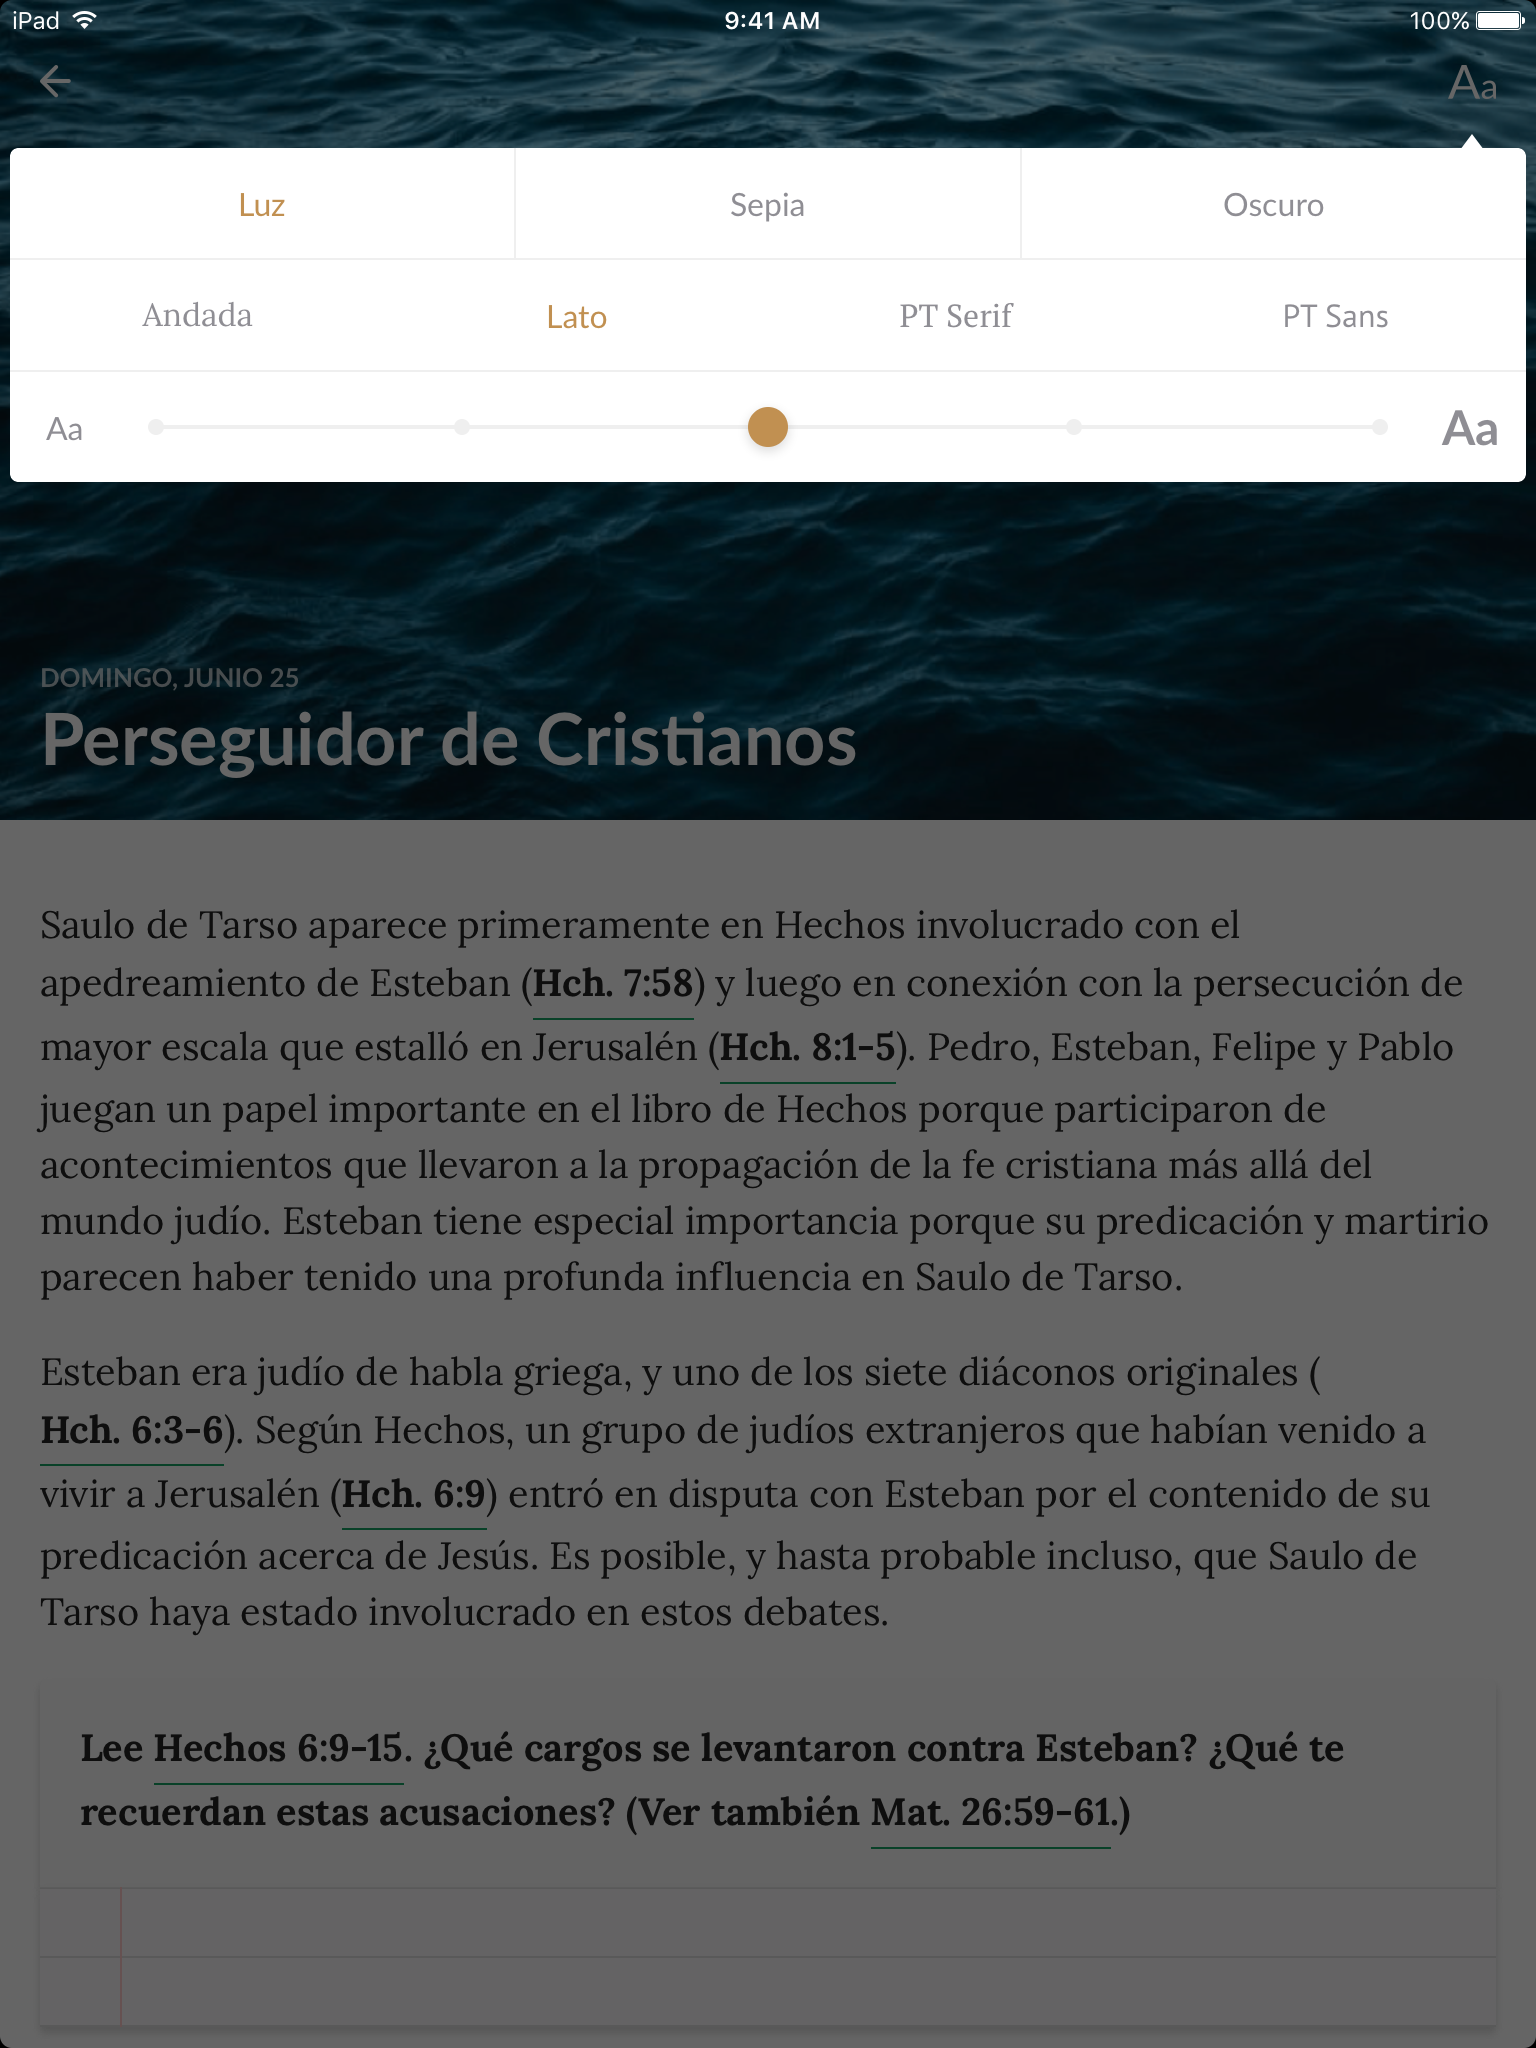 iPad 9:41 AM 100%
Aa
Luz Sepia Oscuro
Andada Lato PT Serif PT Sans
Aa Aa
DOMINGO, JUNIO 25
Perseguidor de Cristianos
Saulo de Tarso aparece primeramente en Hechos involucrado con el
apedreamiento de Esteban (Hch. 7:58) y luego en conexión con la persecución de
mayor escala que estalló en Jerusalén (Hch. 8:1-5). Pedro, Esteban, Felipe y Pablo
juegan un papel importante en el libro de Hechos porque participaron de
acontecimientos que llevaron a la propagación de la fe cristiana más allá del
mundo judío. Esteban tiene especial importancia porque su predicación y martirio
parecen haber tenido una profunda influencia en Saulo de Tarso.
Esteban era judío de habla griega, y uno de los siete diáconos originales (
Hch. 6:3-6). Según Hechos, un grupo de judíos extranjeros que habían venido a
vivir a Jerusalén (Hch. 6:9) entró en disputa con Esteban por el contenido de su
predicación acerca de Jesús. Es posible, y hasta probable incluso, que Saulo de
Tarso haya estado involucrado en estos debates.
Lee Hechos 6:9-15. ¿Qué cargos se levantaron contra Esteban? ¿Qué te
recuerdan estas acusaciones? (Ver también Mat. 26:59-61.)